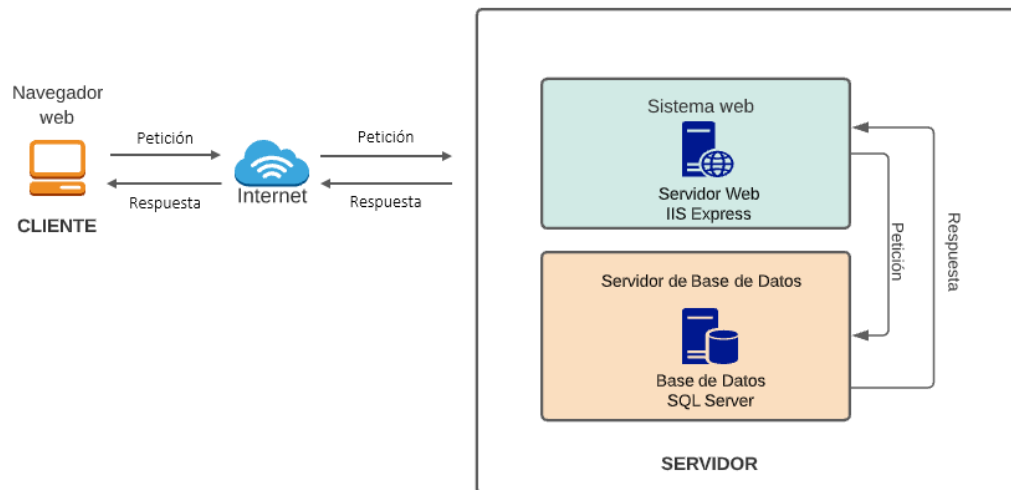 Navegador
web
CLIENTE
Petición
Respuesta
Internet
Petición
Respuesta
Sistema web
Servidor Web
IIS Express
Servidor de Base de Datos
Base de Datos
SQL Server
Petición
Respuesta
SERVIDOR